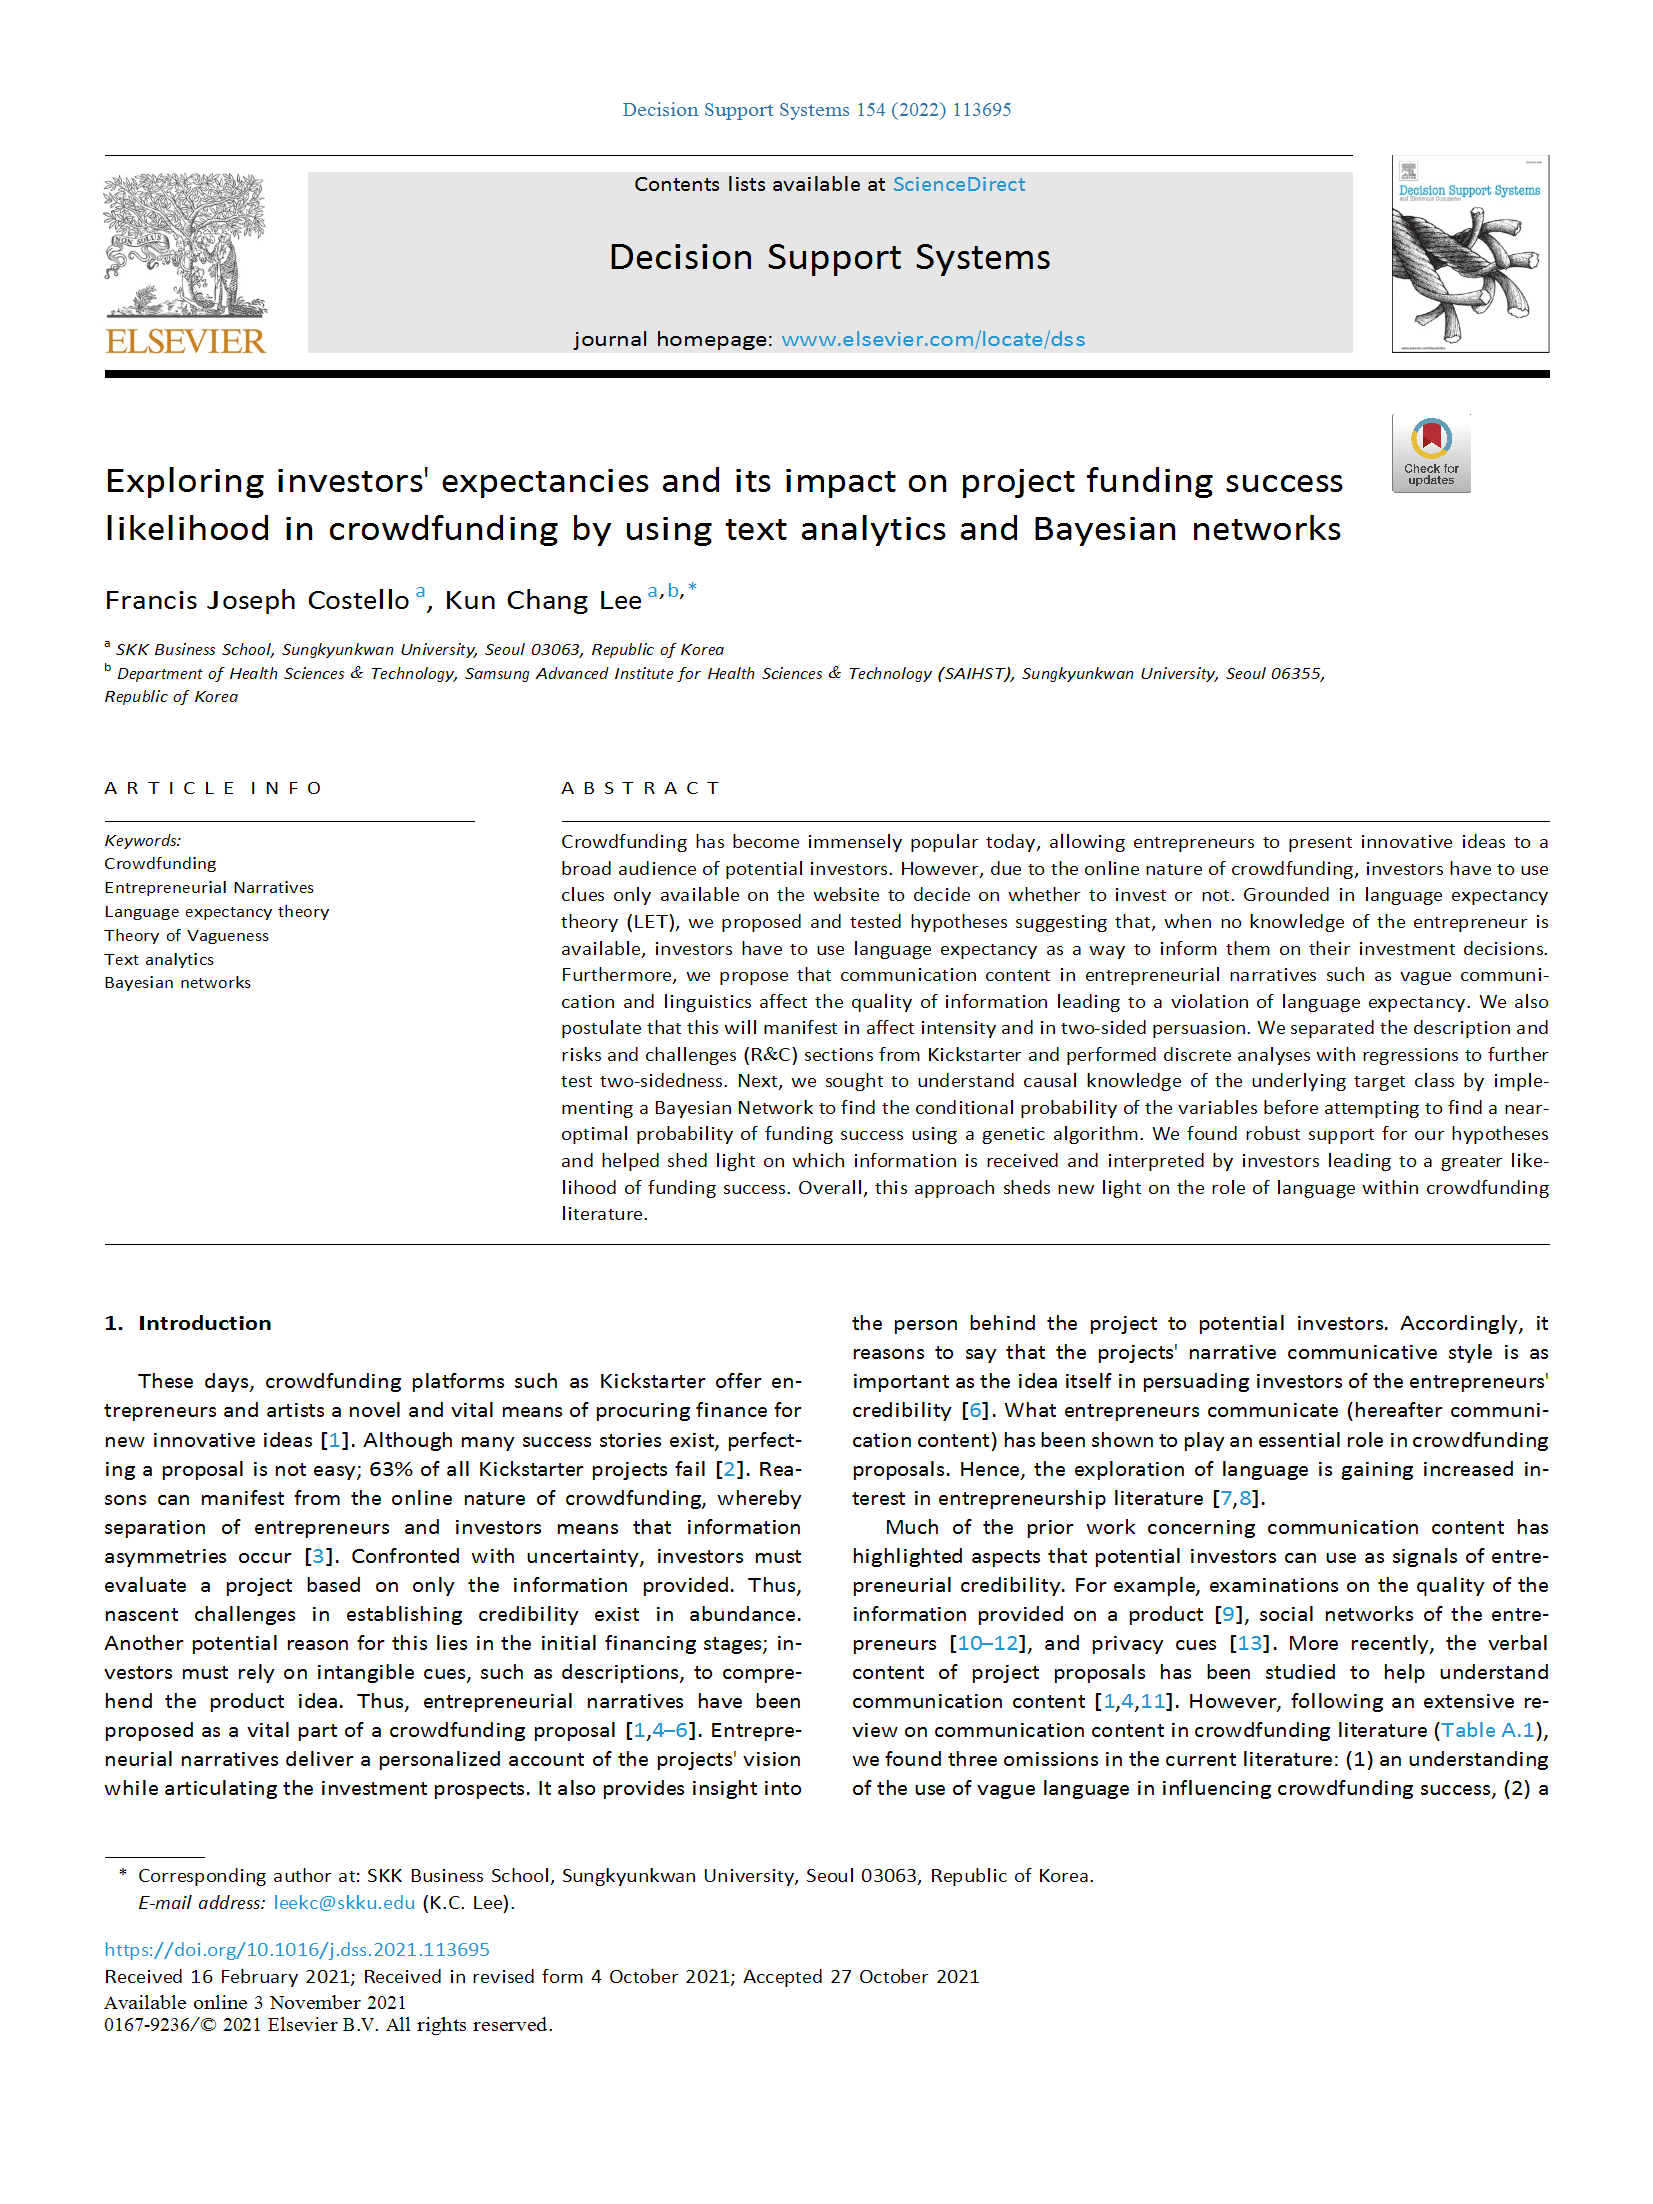 Decision Support Systems 154 (2022) 113695
Contents lists available at ScienceDirect
Decision Support Systems
journal homepage: www.elsevier.com/locate/dss
NON SOLUS
ELSEVIER
Decision Support Systems
and Electronic Commerce
Check for
updates
Exploring investors' expectancies and its impact on project funding success
likelihood in crowdfunding by using text analytics and Bayesian networks
Francis Joseph Costello a, Kun Chang Lee a,b,*
a SKK Business School, Sungkyunkwan University, Seoul 03063, Republic of Korea
b Department of Health Sciences & Technology, Samsung Advanced Institute for Health Sciences & Technology (SAIHST), Sungkyunkwan University, Seoul 06355,
Republic of Korea
ARTICLE INFO
Keywords:
Crowdfunding
Entrepreneurial Narratives
Language expectancy theory
Theory of Vagueness
Text analytics
Bayesian networks
ABSTRACT
Crowdfunding has become immensely popular today, allowing entrepreneurs to present innovative ideas to a
broad audience of potential investors. However, due to the online nature of crowdfunding, investors have to use
clues only available on the website to decide on whether to invest or not. Grounded in language expectancy
theory (LET), we proposed and tested hypotheses suggesting that, when no knowledge of the entrepreneur is
available, investors have to use language expectancy as a way to inform them on their investment decisions.
Furthermore, we propose that communication content in entrepreneurial narratives such as vague communi-
cation and linguistics affect the quality of information leading to a violation of language expectancy. We also
postulate that this will manifest in affect intensity and in two-sided persuasion. We separated the description and
risks and challenges (R&C) sections from Kickstarter and performed discrete analyses with regressions to further
test two-sidedness. Next, we sought to understand causal knowledge of the underlying target class by imple-
menting a Bayesian Network to find the conditional probability of the variables before attempting to find a near-
optimal probability of funding success using a genetic algorithm. We found robust support for our hypotheses
and helped shed light on which information is received and interpreted by investors leading to a greater like-
lihood of funding success. Overall, this approach sheds new light on the role of language within crowdfunding
literature.
1. Introduction
These days, crowdfunding platforms such as Kickstarter offer en-
trepreneurs and artists a novel and vital means of procuring finance for
new innovative ideas [1]. Although many success stories exist, perfect-
ing a proposal is not easy; 63% of all Kickstarter projects fail [2]. Rea-
sons can manifest from the online nature of crowdfunding, whereby
separation of entrepreneurs and investors means that information
asymmetries occur [3]. Confronted with uncertainty, investors must
evaluate a project based on only the information provided. Thus,
nascent challenges in establishing credibility exist in abundance.
Another potential reason for this lies in the initial financing stages; in-
vestors must rely on intangible cues, such as descriptions, to compre-
hend the product idea. Thus, entrepreneurial narratives have been
proposed as a vital part of a crowdfunding proposal [1,4–6]. Entrepre-
neurial narratives deliver a personalized account of the projects' vision
while articulating the investment prospects. It also provides insight into
the person behind the project to potential investors. Accordingly, it
reasons to say that the projects' narrative communicative style is as
important as the idea itself in persuading investors of the entrepreneurs'
credibility [6]. What entrepreneurs communicate (hereafter communi-
cation content) has been shown to play an essential role in crowdfunding
proposals. Hence, the exploration of language is gaining increased in-
terest in entrepreneurship literature [7,8].
Much of the prior work concerning communication content has
highlighted aspects that potential investors can use as signals of entre-
preneurial credibility. For example, examinations on the quality of the
information provided on a product [9], social networks of the entre-
preneurs [10–12], and privacy cues [13]. More recently, the verbal
content of project proposals has been studied to help understand
communication content [1,4,11]. However, following an extensive re-
view on communication content in crowdfunding literature (Table A.1),
we found three omissions in the current literature: (1) an understanding
of the use of vague language in influencing crowdfunding success, (2) a
* Corresponding author at: SKK Business School, Sungkyunkwan University, Seoul 03063, Republic of Korea.
E-mail address: leekc@skku.edu (K.C. Lee).
https://doi.org/10.1016/j.dss.2021.113695
Received 16 February 2021; Received in revised form 4 October 2021; Accepted 27 October 2021
Available online 3 November 2021
0167-9236/© 2021 Elsevier B.V. All rights reserved.